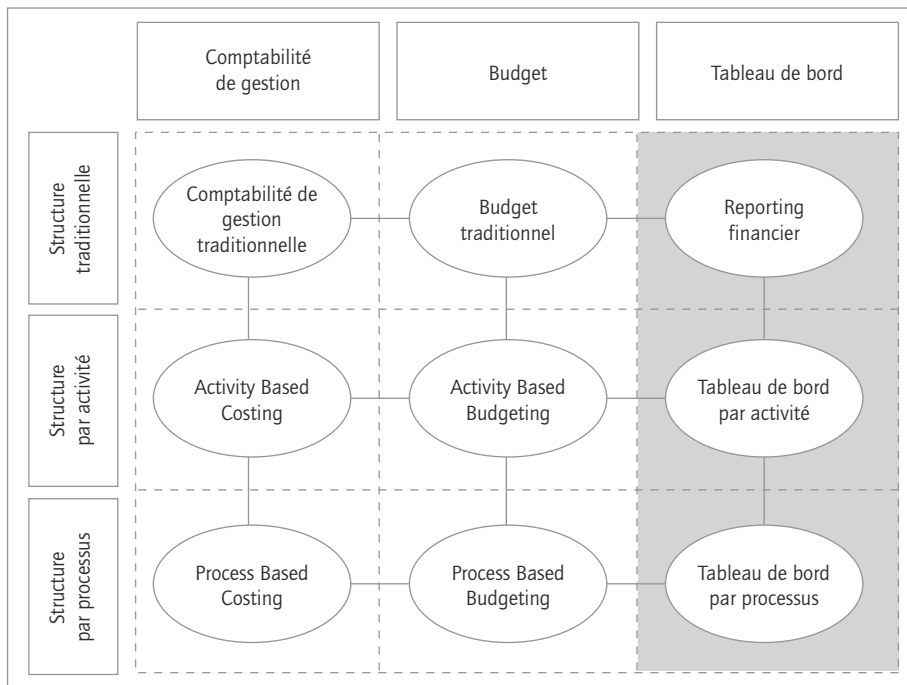 Comptabilité
de gestion
Budget
Tableau de bord
Structure
traditionnelle
Comptabilité de
gestion
traditionnelle
Budget
traditionnel
Reporting
financier
Structure
par activité
Activity Based
Costing
Activity Based
Budgeting
Tableau de bord
par activité
Structure
par processus
Process Based
Costing
Process Based
Budgeting
Tableau de bord
par processus